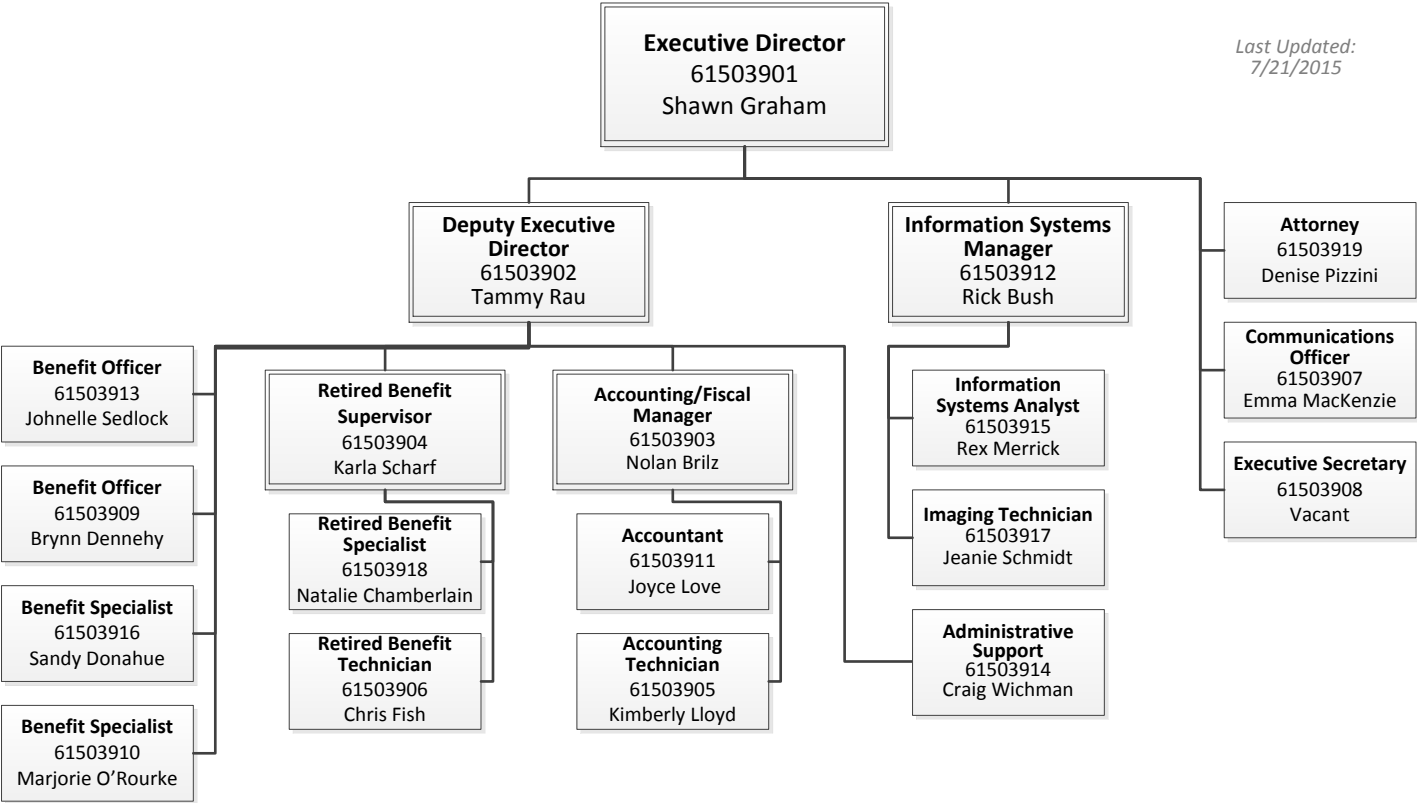 Executive Director
61503901
Shawn Graham
Last Updated:
7/21/2015
Deputy Executive
Director
61503902
Tammy Rau
Information Systems
Manager
61503912
Rick Bush
Attorney
61503919
Denise Pizzini
Communications
Officer
61503907
Emma MacKenzie
Executive Secretary
61503908
Vacant
Benefit Officer
61503913
Johnelle Sedlock
Benefit Officer
61503909
Brynn Dennehy
Benefit Specialist
61503916
Sandy Donahue
Benefit Specialist
61503910
Marjorie O’Rourke
Retired Benefit
Supervisor
61503904
Karla Scharf
Retired Benefit
Specialist
61503918
Natalie Chamberlain
Retired Benefit
Technician
61503906
Chris Fish
Accounting/Fiscal
Manager
61503903
Nolan Brilz
Accountant
61503911
Joyce Love
Accounting
Technician
61503905
Kimberly Lloyd
Information
Systems Analyst
61503915
Rex Merrick
Imaging Technician
61503917
Jeanie Schmidt
Administrative
Support
61503914
Craig Wichman